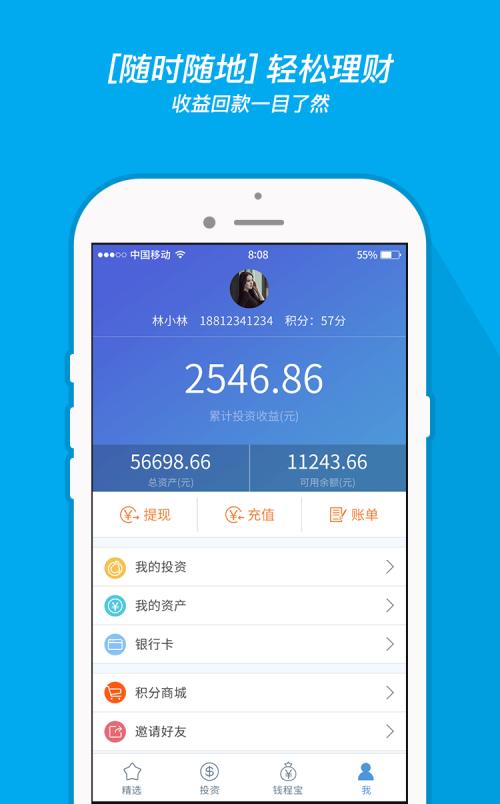 [随时随地] 轻松理财
收益回款一目了然
中国移动 8:08 55%
林小林 18812341234 积分：57分
2546.86
累计投资收益(元)
56698.66 11243.66
总资产(元) 可用余额(元)
提现 充值 账单
我的投资
我的资产
银行卡
积分商城
邀请好友
精选 投资 钱程宝 我